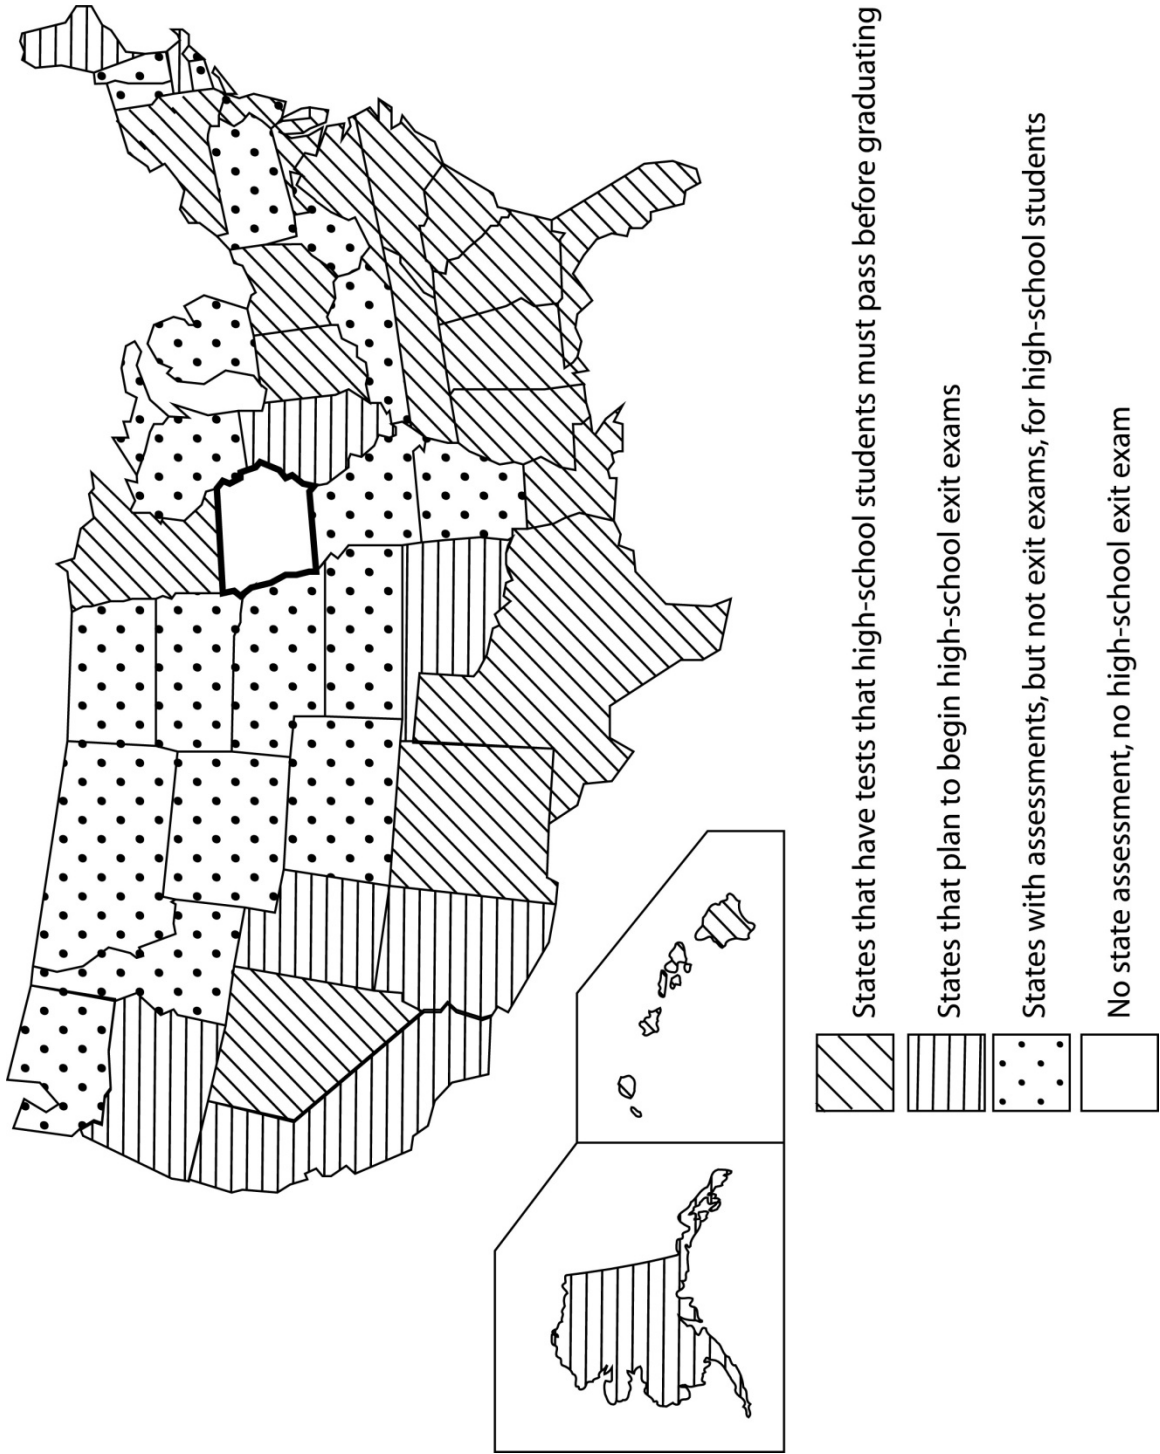 States that have tests that high-school students must pass before graduating
States that plan to begin high-school exit exams
States with assessments, but not exit exams, for high-school students
No state assessment, no high-school exit exam